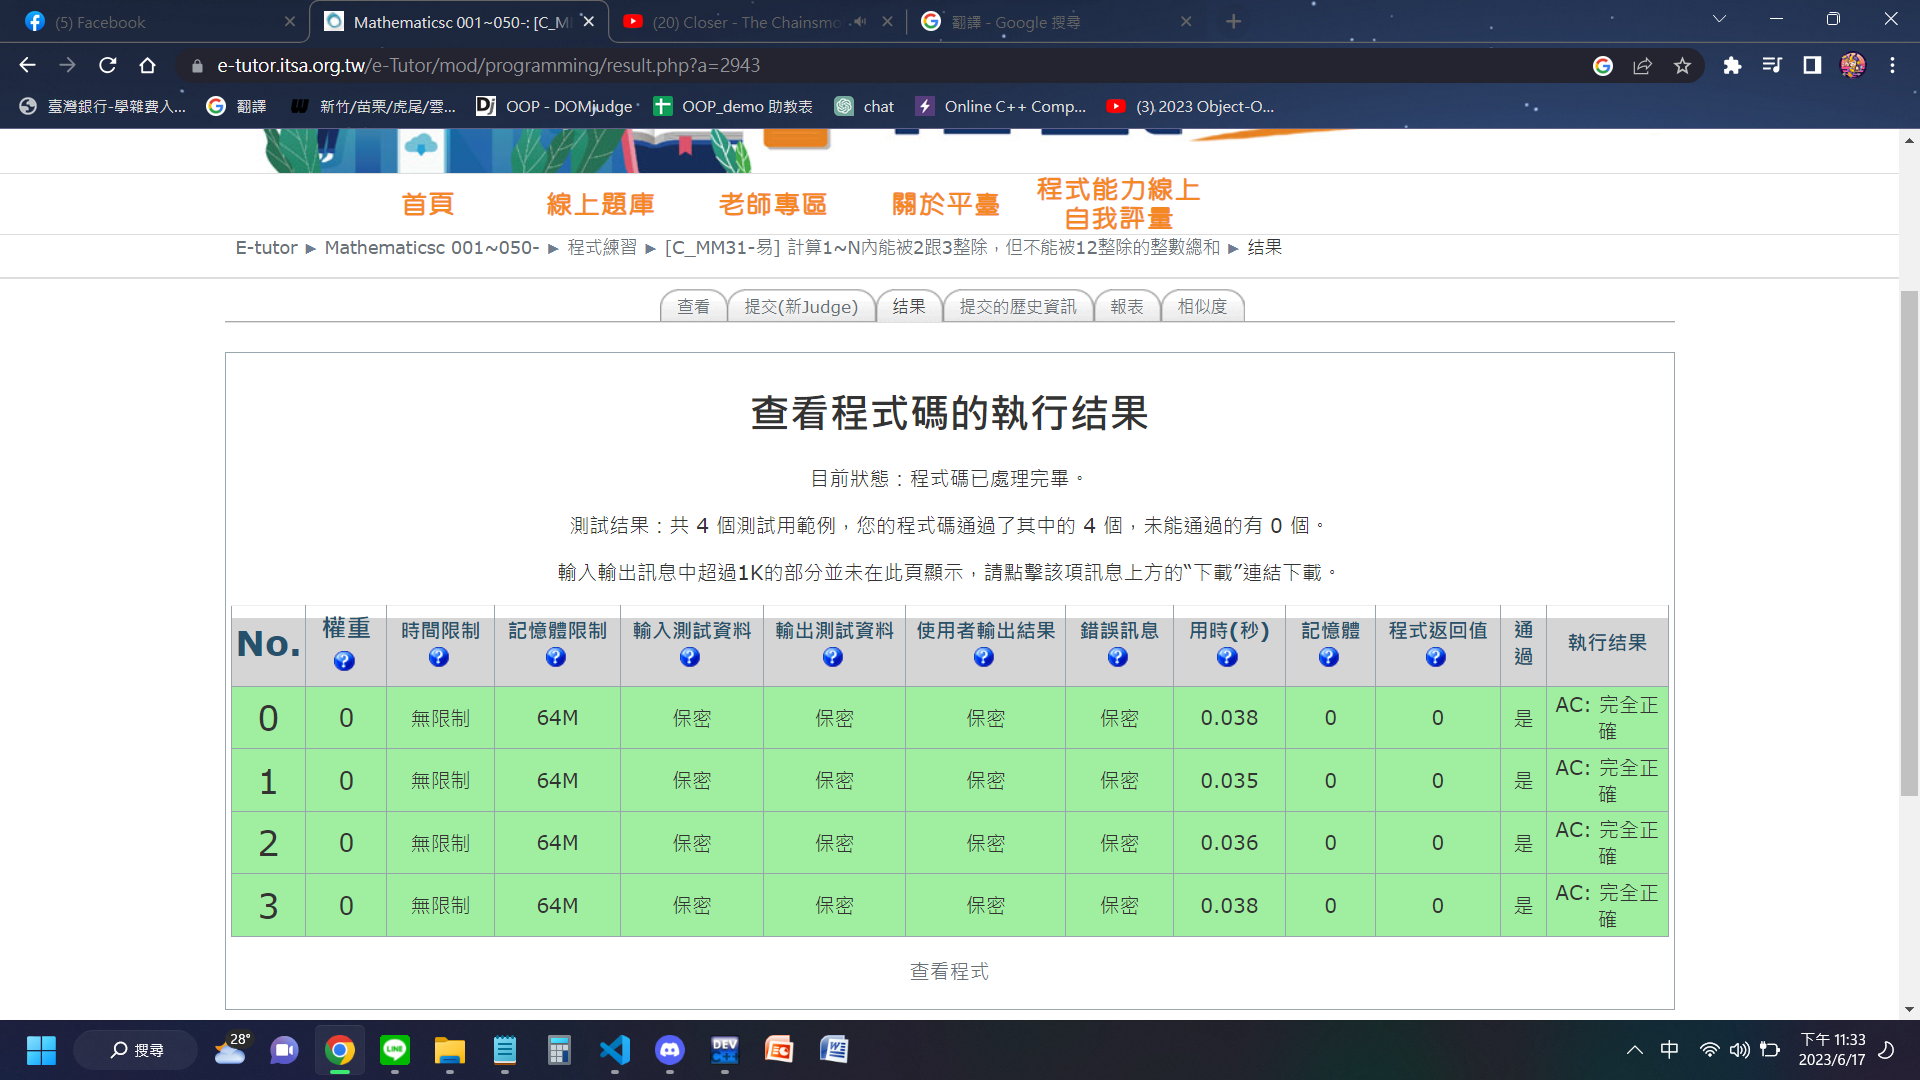 (5) Facebook
Mathematicsc 001~050-: [C_M
(20) Closer - The Chainsmo
翻譯 - Google 搜尋
e-tutor.itsa.org.tw/e-Tutor/mod/programming/result.php?a=2943
臺灣銀行-學雜費入...
翻譯
新竹/苗栗/虎尾/雲...
OOP - DOMjudge
OOP_demo 助教表
chat
Online C++ Comp...
(3) 2023 Object-O...
首頁
線上題庫
老師專區
關於平臺
程式能力線上
自我評量
E-tutor ► Mathematicsc 001~050- ► 程式練習 ► [C_MM31-易] 計算1~N內能被2跟3整除，但不能被12整除的整數總和 ► 结果
查看
提交(新Judge)
结果
提交的歷史資訊
報表
相似度
查看程式碼的執行结果
目前狀態：程式碼已處理完畢。
測試结果：共 4 個測試用範例，您的程式碼通過了其中的 4 個，未能通過的有 0 個。
輸入輸出訊息中超過1K的部分並未在此頁顯示，請點擊該項訊息上方的“下載”連結下載。
No. 權重 時間限制 記憶體限制 輸入測試資料 輸出測試資料 使用者輸出結果 錯誤訊息 用時(秒) 記憶體 程式返回值 通過 執行结果
0 0 無限制 64M 保密 保密 保密 保密 0.038 0 0 是 AC: 完全正確
1 0 無限制 64M 保密 保密 保密 保密 0.035 0 0 是 AC: 完全正確
2 0 無限制 64M 保密 保密 保密 保密 0.036 0 0 是 AC: 完全正確
3 0 無限制 64M 保密 保密 保密 保密 0.038 0 0 是 AC: 完全正確
查看程式
搜尋
28°
LINE
DEV
C++
中
下午 11:33
2023/6/17